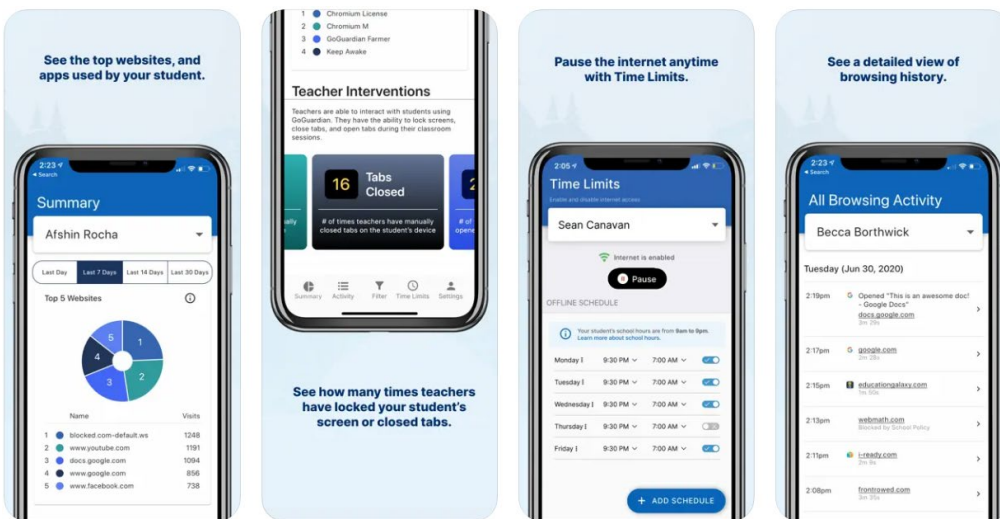 See the top websites, and
apps used by your student.
2:23
Search
Summary
Afshin Rocha
Last Day
Last 7 Days
Last 14 Days
Last 30 Days
Top 5 Websites
5
1
4
3
2
Name
Visits
1 blocked.com-default.ws 1248
2 www.youtube.com 1191
3 docs.google.com 1094
4 www.google.com 856
5 www.facebook.com 738
1 Chromium License
2 Chromium M
3 GoGuardian Farmer
4 Keep Awake
Teacher Interventions
Teachers are able to interact with students using
GoGuardian. They have the ability to lock screens,
close tabs, and open tabs during their classroom
sessions.
16
Tabs
Closed
# of times teachers have manually
closed tabs on the student's device
# of
opene
Summary
Activity
Filter
Time Limits
Settings
See how many times teachers
have locked your student's
screen or closed tabs.
Pause the internet anytime
with Time Limits.
2:05
Time Limits
Enable and disable internet access
Sean Canavan
Internet is enabled
Pause
OFFLINE SCHEDULE
Your student's school hours are from 9am to 9pm.
Learn more about school hours.
Monday 9:30 PM 7:00 AM
Tuesday 9:30 PM 7:00 AM
Wednesday 9:30 PM 7:00 AM
Thursday 9:30 PM 7:00 AM
Friday 9:30 PM 7:00 AM
+ ADD SCHEDULE
See a detailed view of
browsing history.
2:23
Search
All Browsing Activity
Becca Borthwick
Tuesday (Jun 30, 2020)
2:19pm Opened "This is an awesome doc!
- Google Docs"
docs.google.com
2m 29s
2:17pm google.com
2m 28s
2:15pm educationgalaxy.com
1m 50s
2:13pm webmath.com
Blocked by School Policy
2:11pm i-ready.com
2m 9s
2:08pm frontrowed.com
3m 35s